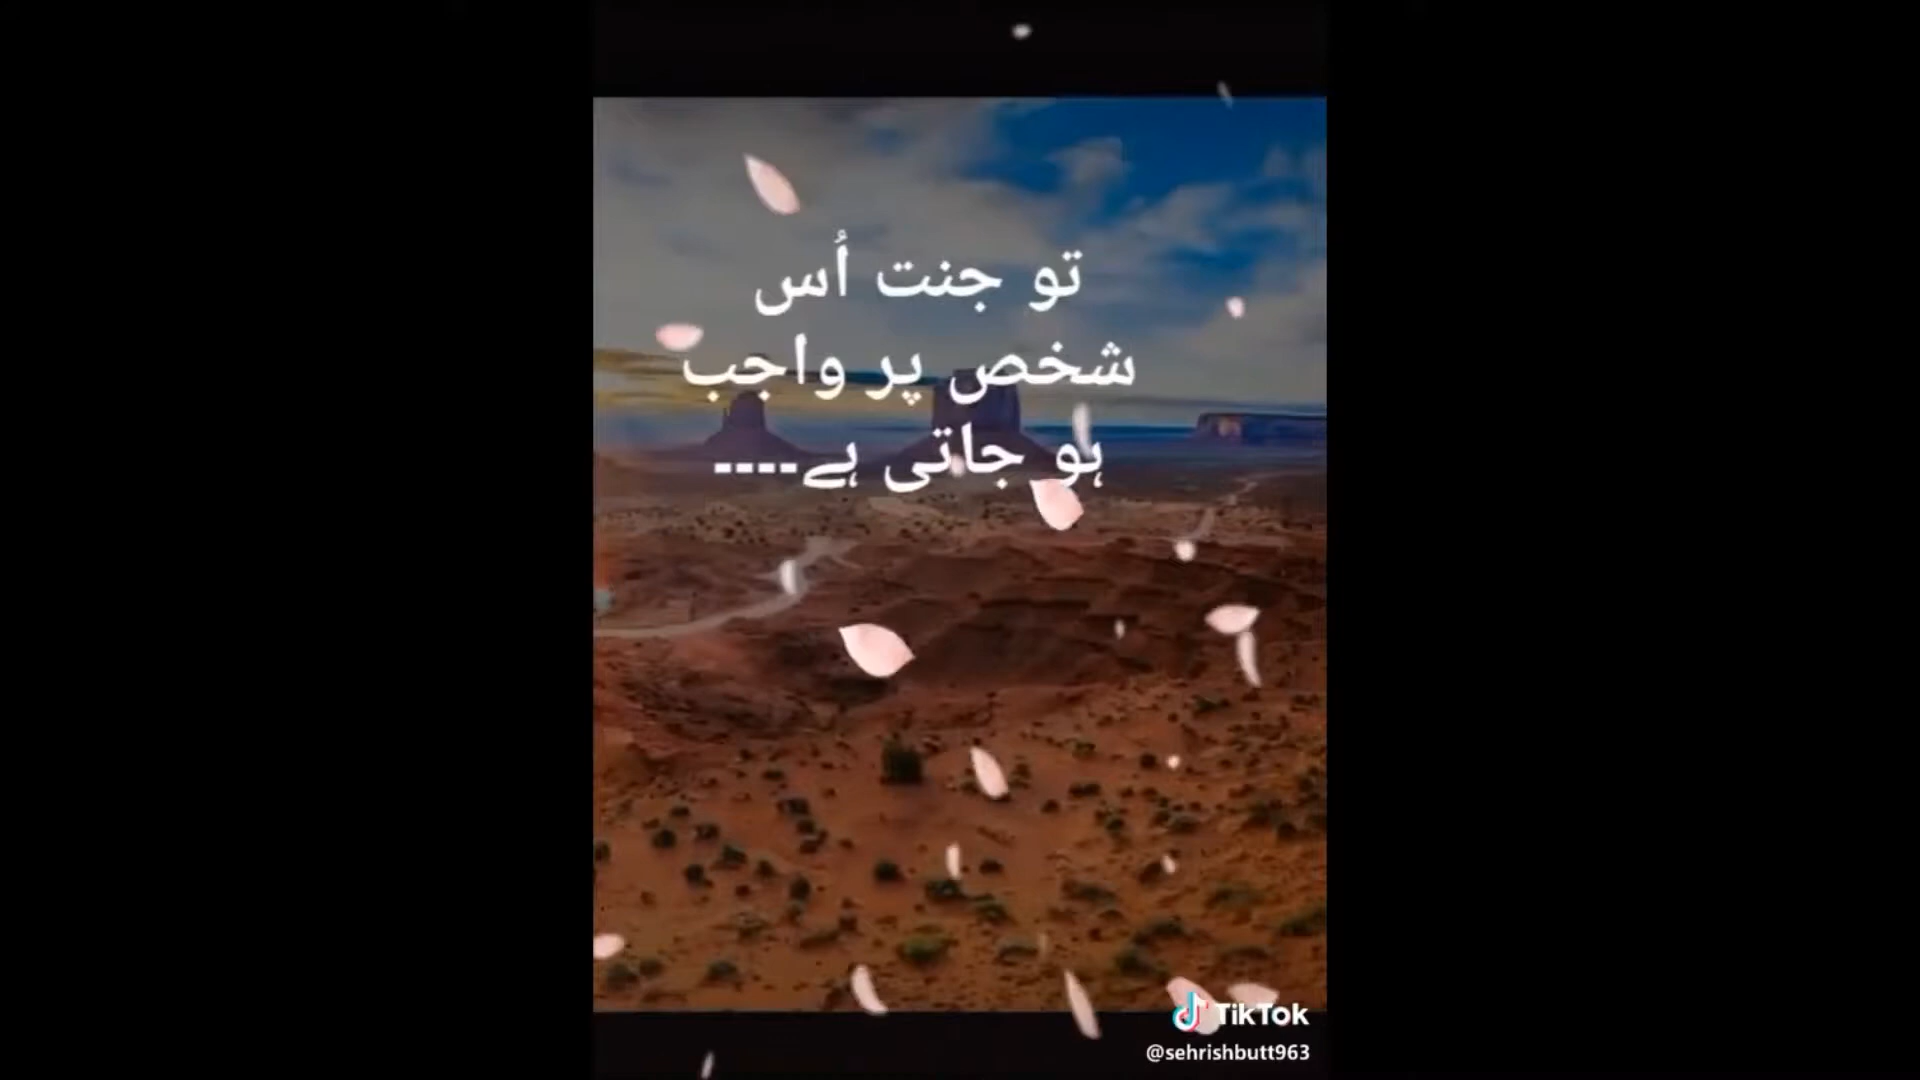 تو جنت اُس
شخص پر واجب
ہو جاتی ہے----
TikTok
@sehrishbutt963